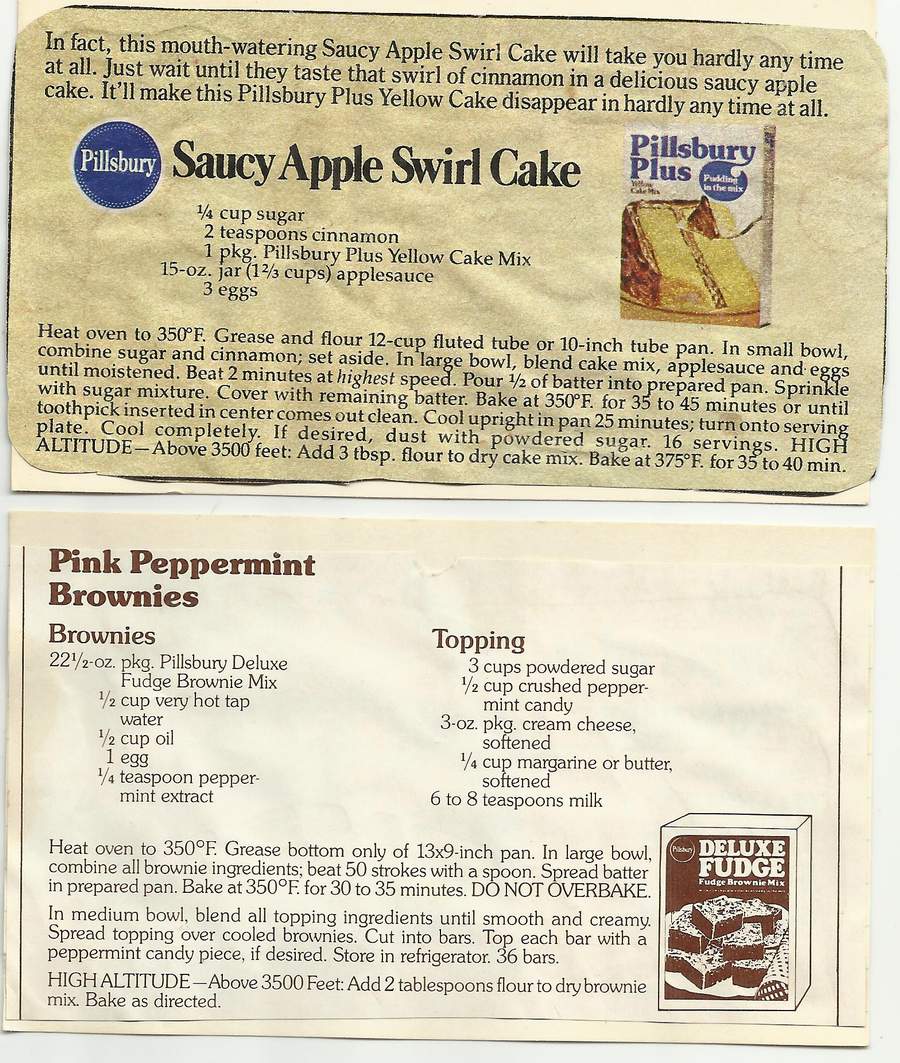 In fact, this mouth-watering Saucy Apple Swirl Cake will take you hardly any time
at all. Just wait until they taste that swirl of cinnamon in a delicious saucy apple
cake. It'll make this Pillsbury Plus Yellow Cake disappear in hardly any time at all.
Pillsbury
Saucy Apple Swirl Cake
Pillsbury
Plus
Pudding
in the mix
Yellow
Cake Mix
¼ cup sugar
2 teaspoons cinnamon
1 pkg. Pillsbury Plus Yellow Cake Mix
15-oz. jar (1⅔ cups) applesauce
3 eggs
Heat oven to 350°F. Grease and flour 12-cup fluted tube or 10-inch tube pan. In small bowl,
combine sugar and cinnamon; set aside. In large bowl, blend cake mix, applesauce and eggs
until moistened. Beat 2 minutes at highest speed. Pour ½ of batter into prepared pan. Sprinkle
with sugar mixture. Cover with remaining batter. Bake at 350°F. for 35 to 45 minutes or until
toothpick inserted in center comes out clean. Cool upright in pan 25 minutes; turn onto serving
plate. Cool completely. If desired, dust with powdered sugar. 16 servings. HIGH
ALTITUDE—Above 3500 feet: Add 3 tbsp. flour to dry cake mix. Bake at 375°F. for 35 to 40 min.
Pink Peppermint
Brownies
Brownies
22½-oz. pkg. Pillsbury Deluxe
Fudge Brownie Mix
½ cup very hot tap
water
½ cup oil
1 egg
¼ teaspoon pepper-
mint extract
Topping
3 cups powdered sugar
½ cup crushed pepper-
mint candy
3-oz. pkg. cream cheese,
softened
¼ cup margarine or butter,
softened
6 to 8 teaspoons milk
Heat oven to 350°F. Grease bottom only of 13x9-inch pan. In large bowl,
combine all brownie ingredients; beat 50 strokes with a spoon. Spread batter
in prepared pan. Bake at 350°F. for 30 to 35 minutes. DO NOT OVERBAKE.
In medium bowl, blend all topping ingredients until smooth and creamy.
Spread topping over cooled brownies. Cut into bars. Top each bar with a
peppermint candy piece, if desired. Store in refrigerator. 36 bars.
HIGH ALTITUDE—Above 3500 Feet: Add 2 tablespoons flour to dry brownie
mix. Bake as directed.
Pillsbury
DELUXE
FUDGE
Fudge Brownie Mix